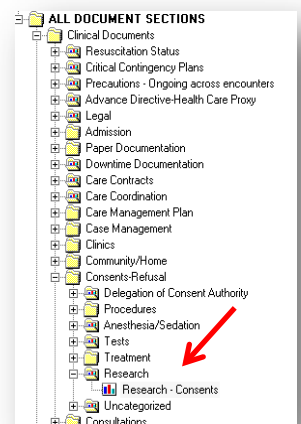 ALL DOCUMENT SECTIONS
Clinical Documents
Resuscitation Status
Critical Contingency Plans
Precautions - Ongoing across encounters
Advance Directive-Health Care Proxy
Legal
Admission
Paper Documentation
Downtime Documentation
Care Contracts
Care Coordination
Care Management Plan
Case Management
Clinics
Community/Home
Consents-Refusal
Delegation of Consent Authority
Procedures
Anesthesia/Sedation
Tests
Treatment
Research
Research - Consents
Uncategorized
Consultations